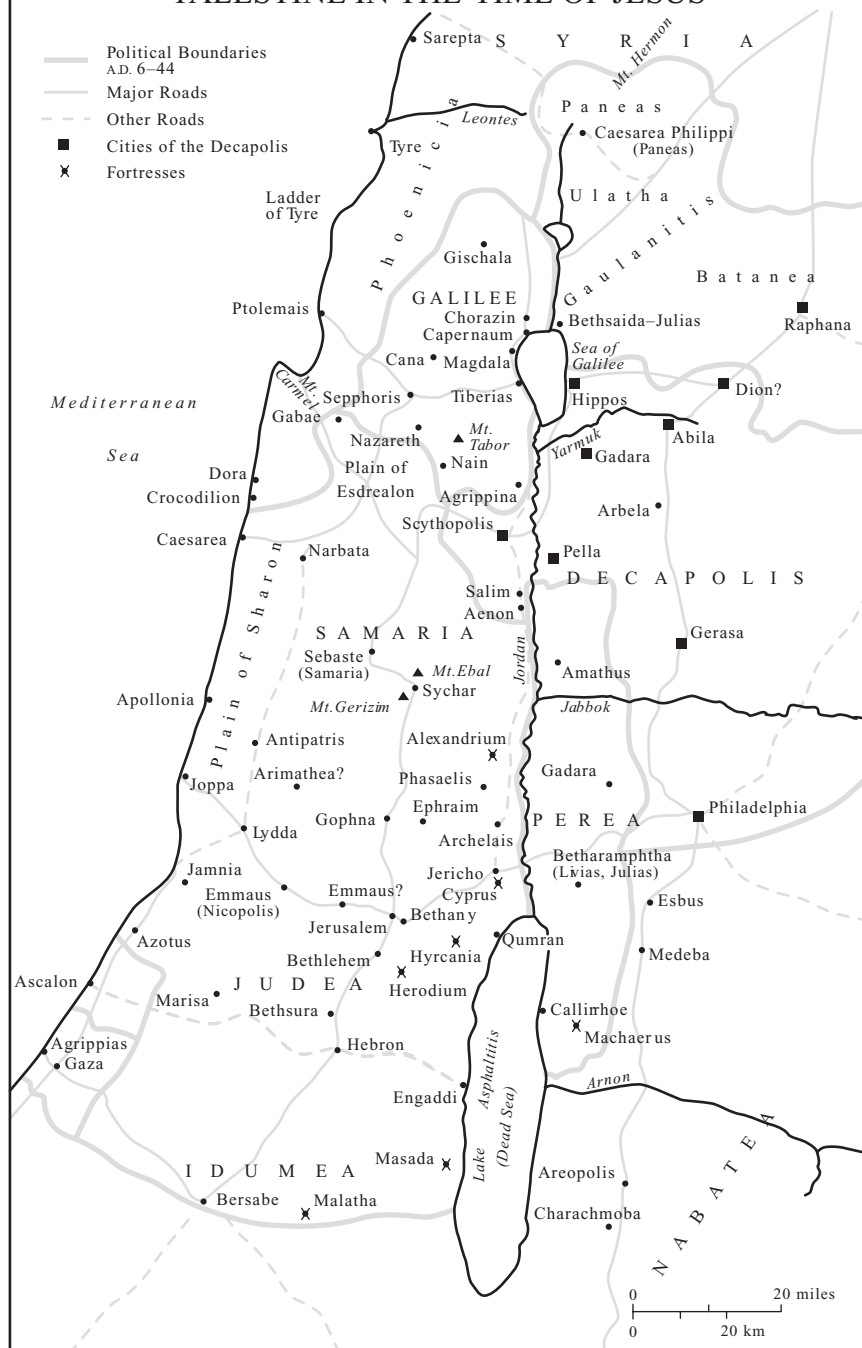 PALESTINE IN THE TIME OF JESUS
Political Boundaries
A.D. 6–44
Major Roads
Other Roads
Cities of the Decapolis
Fortresses
Sarepta
S Y R I A
Mt. Hermon
Paneas
Leontes
Tyre
Caesarea Philippi
(Paneas)
Phoenicia
Ladder
of Tyre
Ulatha
Gaulanitis
Gischala
Batanea
GALILEE
Ptolemais
Chorazin
Bethsaida–Julias
Raphana
Capernaum
Cana
Magdala
Sea of
Galilee
Mt.
Carmel
Sepphoris
Tiberias
Hippos
Dion?
Mediterranean
Sea
Gabae
Nazareth
Mt.
Tabor
Yarmuk
Abila
Gadara
Plain of
Esdrealon
Nain
Dora
Crocodilion
Agrippina
Arbela
Scythopolis
Caesarea
Narbata
Pella
DECAPOLIS
Plain of Sharon
Salim
Aenon
SAMARIA
Gerasa
Sebaste
(Samaria)
Mt.Ebal
Jordan
Amathus
Sychar
Apollonia
Mt.Gerizim
Jabbok
Antipatris
Alexandrium
Joppa
Arimathea?
Phasaelis
Gadara
Philadelphia
Lydda
Gophna
Ephraim
Archelais
PEREA
Jamnia
Jericho
Betharamphtha
(Livias, Julias)
Emmaus
(Nicopolis)
Emmaus?
Cyprus
Esbus
Jerusalem
Bethany
Azotus
Qumran
Bethlehem
Hyrcania
Medeba
Ascalon
JUDEA
Herodium
Marisa
Bethsura
Callirrhoe
Machaerus
Agrippias
Gaza
Hebron
Engaddi
Lake Asphaltitis
(Dead Sea)
Arnon
IDUMEA
Masada
Areopolis
NABATEA
Bersabe
Malatha
Charachmoba
0 20 miles
0 20 km